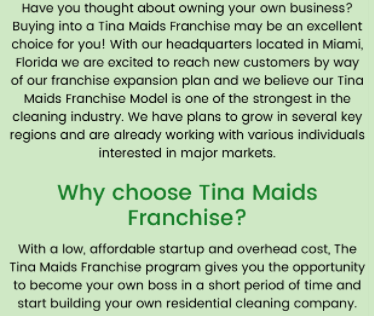 Have you thought about owning your own business?
Buying into a Tina Maids Franchise may be an excellent
choice for you! With our headquarters located in Miami,
Florida we are excited to reach new customers by way
of our franchise expansion plan and we believe our Tina
Maids Franchise Model is one of the strongest in the
cleaning industry. We have plans to grow in several key
regions and are already working with various individuals
interested in major markets.
Why choose Tina Maids
Franchise?
With a low, affordable startup and overhead cost, The
Tina Maids Franchise program gives you the opportunity
to become your own boss in a short period of time and
start building your own residential cleaning company.